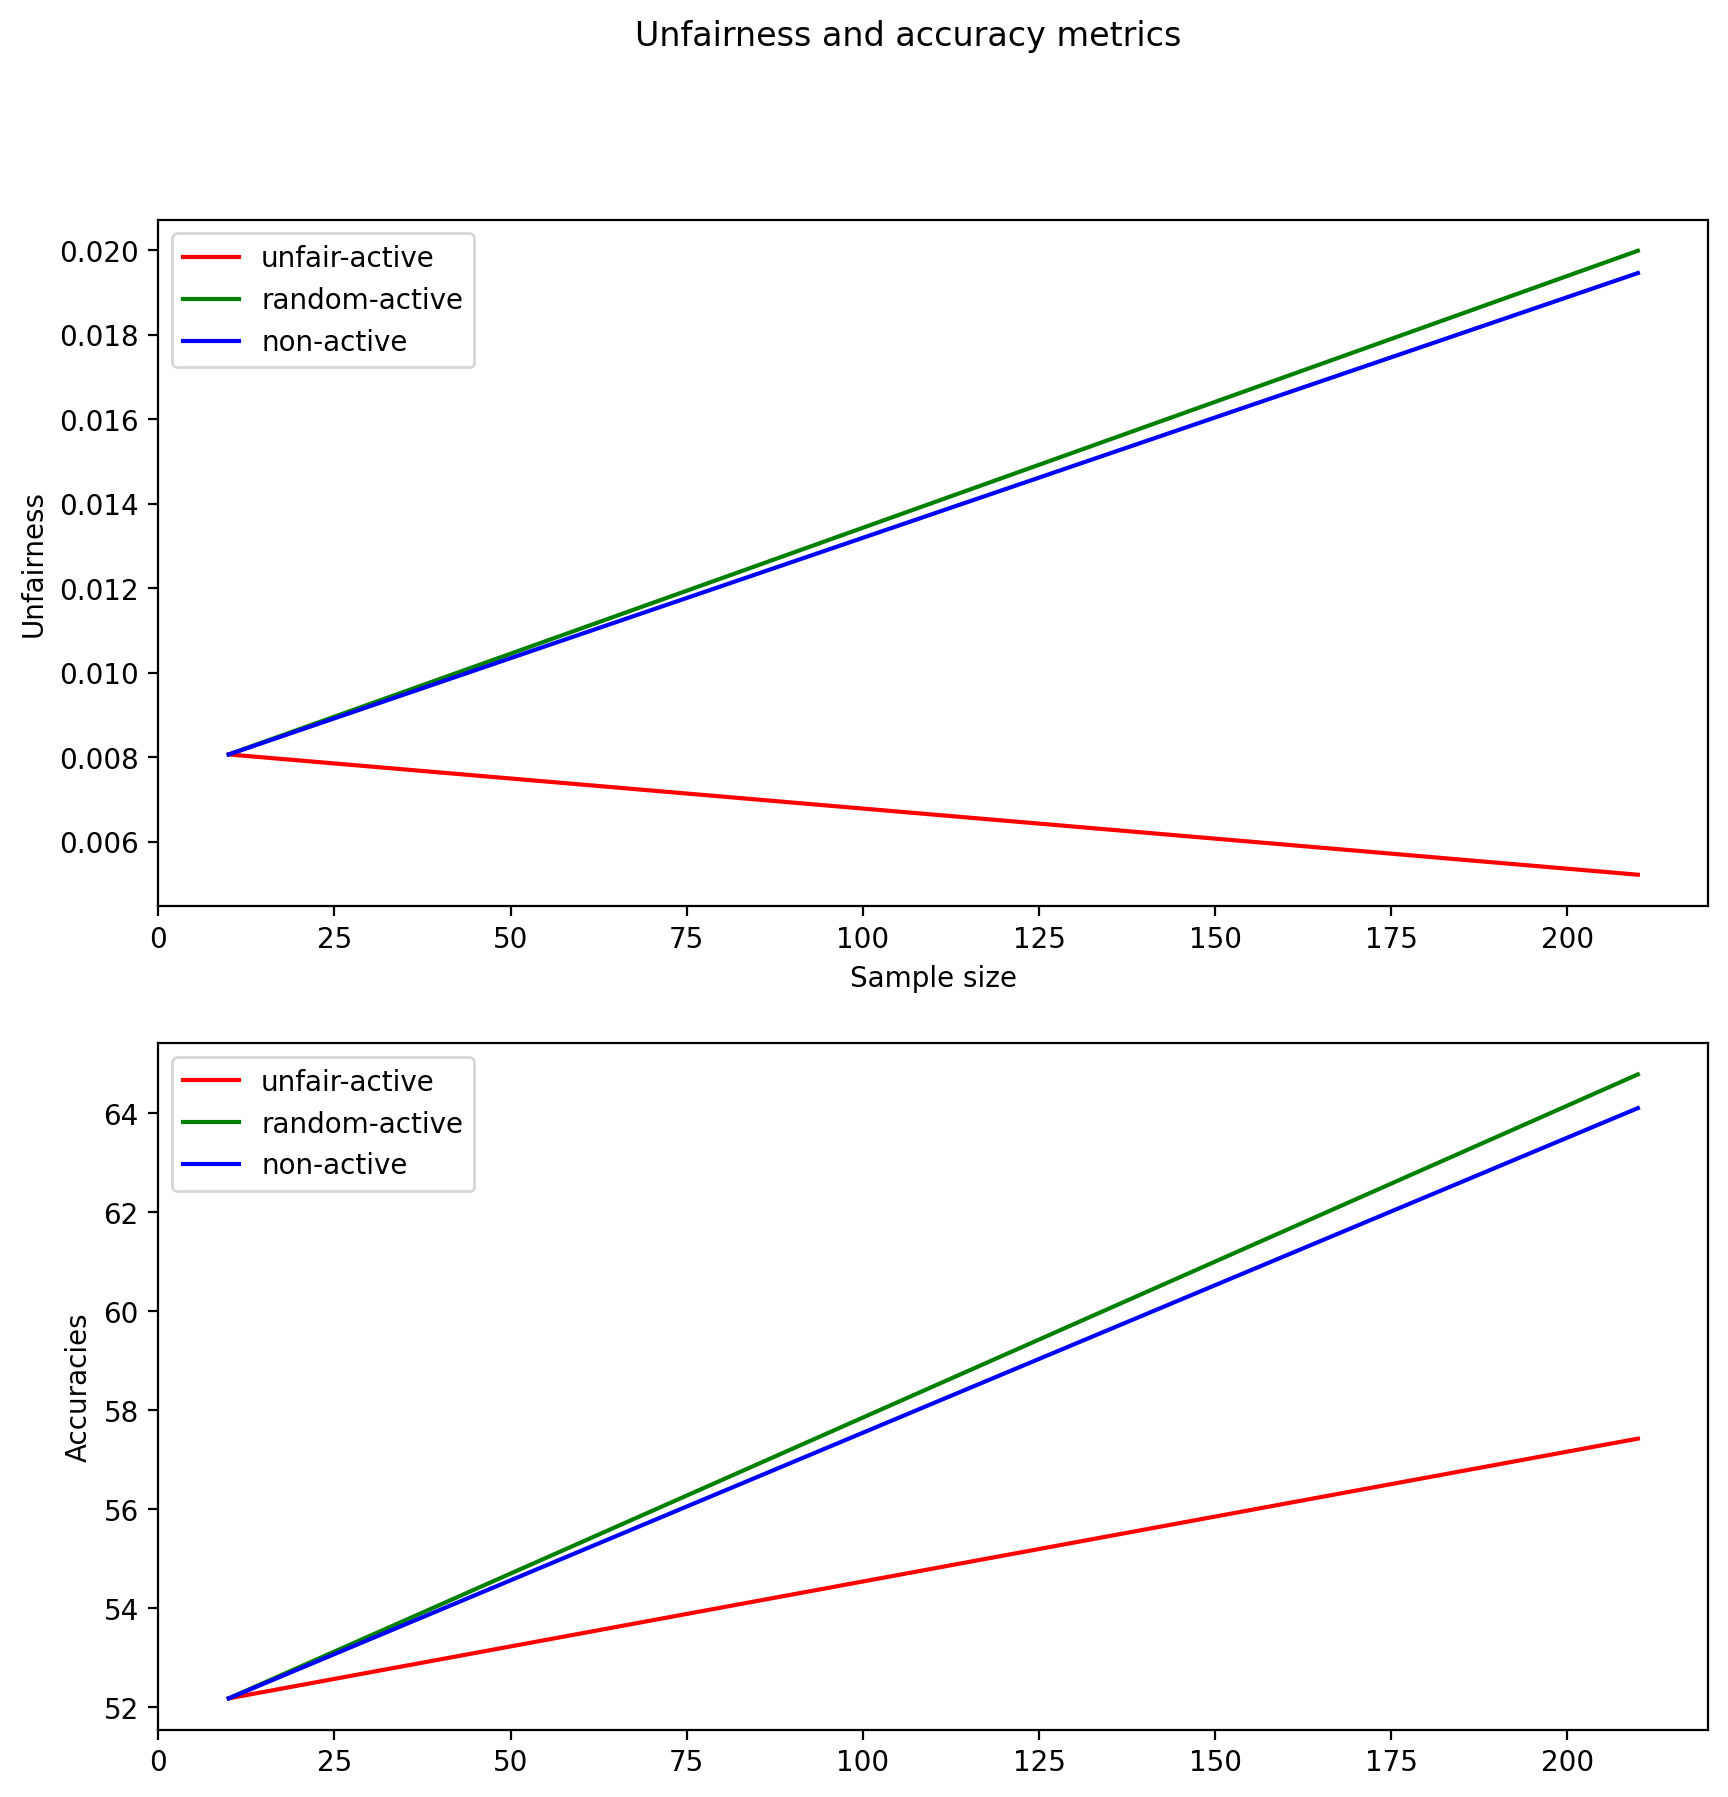 Unfairness and accuracy metrics
unfair-active
random-active
non-active
Unfairness
0.020
0.018
0.016
0.014
0.012
0.010
0.008
0.006
0 25 50 75 100 125 150 175 200
Sample size
unfair-active
random-active
non-active
Accuracies
64
62
60
58
56
54
52
0 25 50 75 100 125 150 175 200